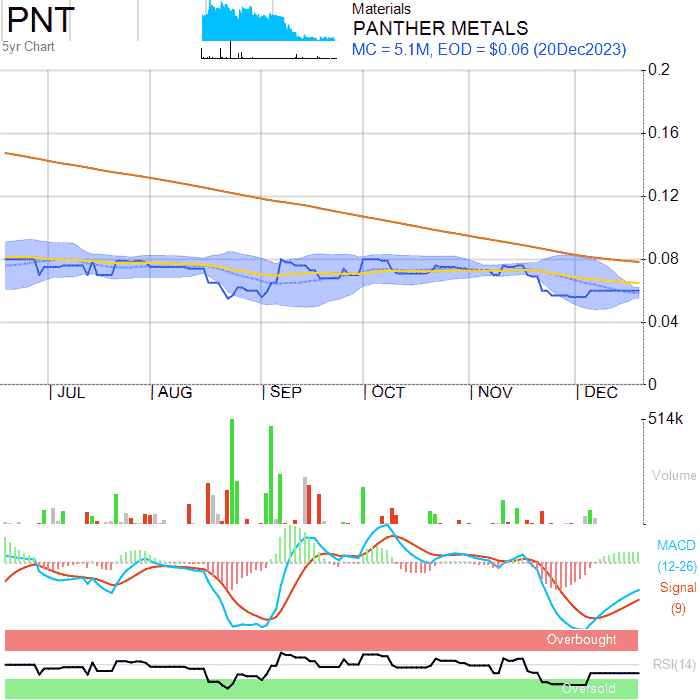 PNT
5yr Chart
Materials
PANTHER METALS
MC = 5.1M, EOD = $0.06 (20Dec2023)
0.2
0.16
0.12
0.08
0.04
0
JUL AUG SEP OCT NOV DEC
514k
Volume
MACD
(12-26)
Signal
(9)
Overbought
RSI(14)
Oversold